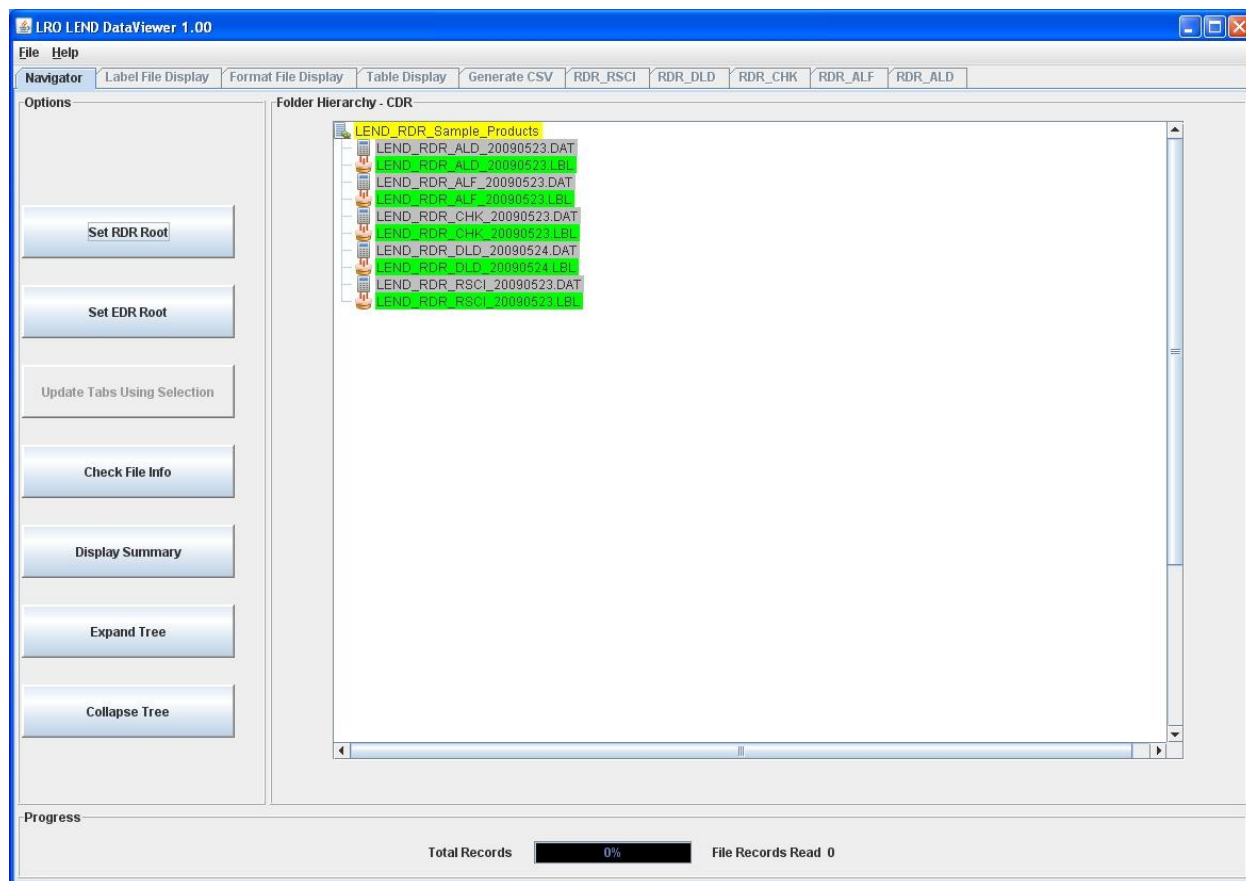 LRO LEND DataViewer 1.00
File Help
Navigator Label File Display Format File Display Table Display Generate CSV RDR_RSCI RDR_DLD RDR_CHK RDR_ALF RDR_ALD
Options
Folder Hierarchy - CDR
LEND_RDR_Sample_Products
LEND_RDR_ALD_20090523.DAT
LEND_RDR_ALD_20090523.LBL
LEND_RDR_ALF_20090523.DAT
LEND_RDR_ALF_20090523.LBL
LEND_RDR_CHK_20090523.DAT
LEND_RDR_CHK_20090523.LBL
LEND_RDR_DLD_20090524.DAT
LEND_RDR_DLD_20090524.LBL
LEND_RDR_RSCI_20090523.DAT
LEND_RDR_RSCI_20090523.LBL
Set RDR Root
Set EDR Root
Update Tabs Using Selection
Check File Info
Display Summary
Expand Tree
Collapse Tree
Progress
Total Records 0% File Records Read 0